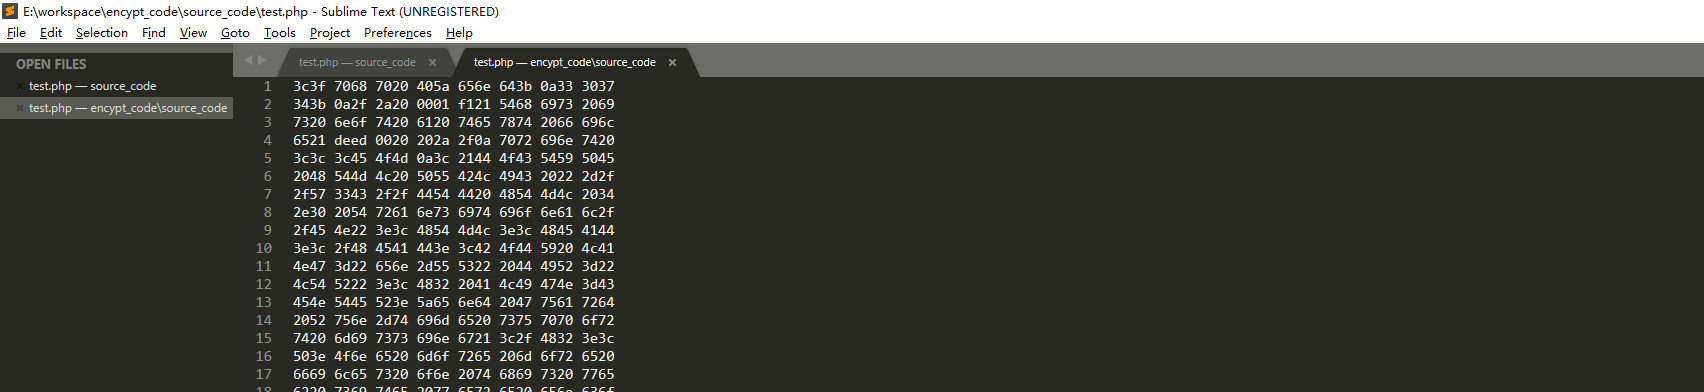 E:\workspace\encypt_code\source_code\test.php - Sublime Text (UNREGISTERED)
File Edit Selection Find View Goto Tools Project Preferences Help
OPEN FILES
test.php — source_code
test.php — encypt_code\source_code
test.php — source_code × test.php — encypt_code\source_code ×
1 3c3f 7068 7020 405a 656e 643b 0a33 3037
2 343b 0a2f 2a20 0001 f121 5468 6973 2069
3 7320 6e6f 7420 6120 7465 7874 2066 696c
4 6521 deed 0020 202a 2f0a 7072 696e 7420
5 3c3c 3c45 4f4d 0a3c 2144 4f43 5459 5045
6 2048 544d 4c20 5055 424c 4943 2022 2d2f
7 2f57 3343 2f2f 4454 4420 4854 4d4c 2034
8 2e30 2054 7261 6e73 6974 696f 6e61 6c2f
9 2f45 4e22 3e3c 4854 4d4c 3e3c 4845 4144
10 3e3c 2f48 4541 443e 3c42 4f44 5920 4c41
11 4e47 3d22 656e 2d55 5322 2044 4952 3d22
12 4c54 5222 3e3c 4832 2041 4c49 474e 3d43
13 454e 5445 523e 5a65 6e64 2047 7561 7264
14 2052 756e 2d74 696d 6520 7375 7070 6f72
15 7420 6d69 7373 696e 6721 3c2f 4832 3e3c
16 503e 4f6e 6520 6d6f 7265 206d 6f72 6520
17 6669 6c65 7320 6f6e 2074 6869 7320 7765
18 6220 7369 7465 2077 6572 6520 656e 636f